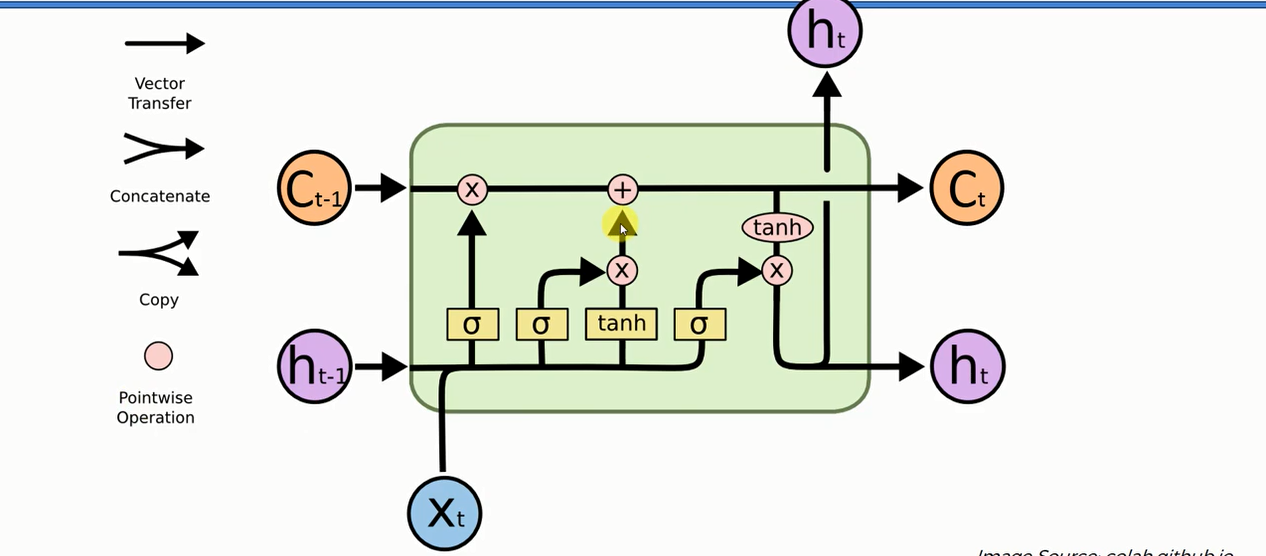 Vector
Transfer
Concatenate
Copy
Pointwise
Operation
ht
Ct-1
x
+
Ct
tanh
x
x
σ
σ
tanh
σ
ht-1
ht
xt
Image Source: colah.github.io